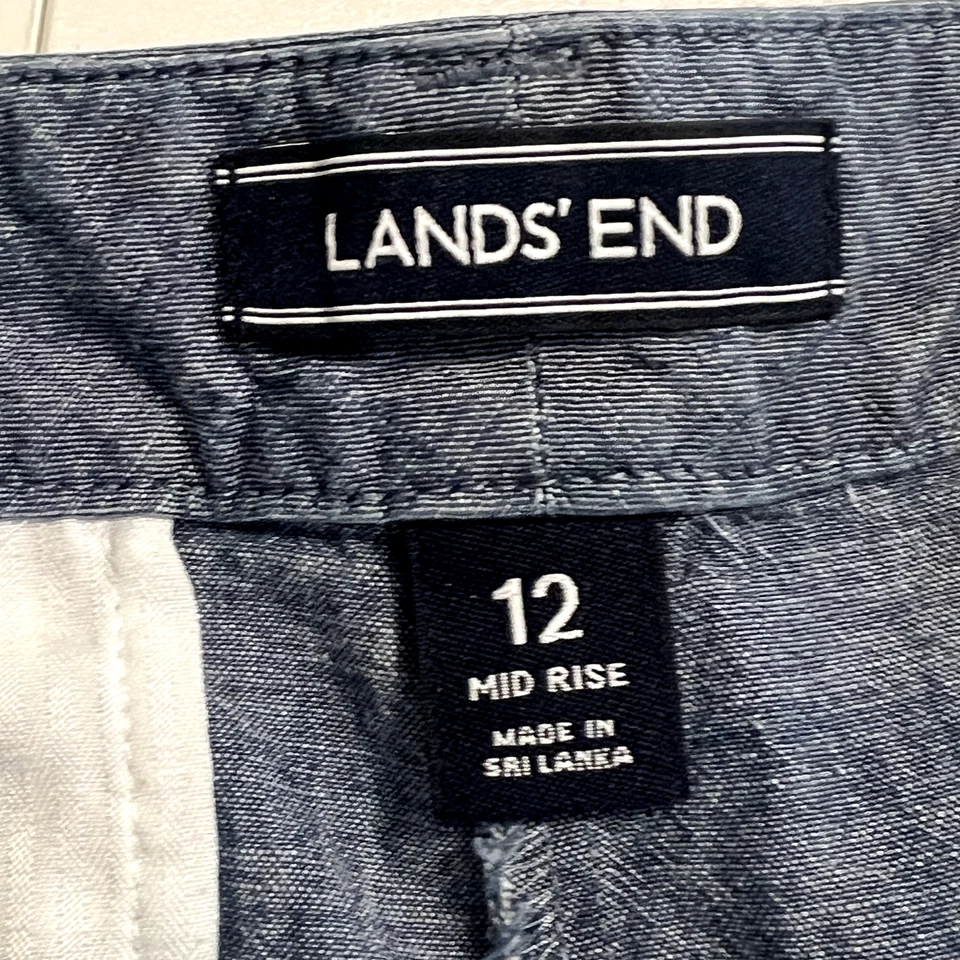 LANDS' END
12
MID RISE
MADE IN
SRI LANKA